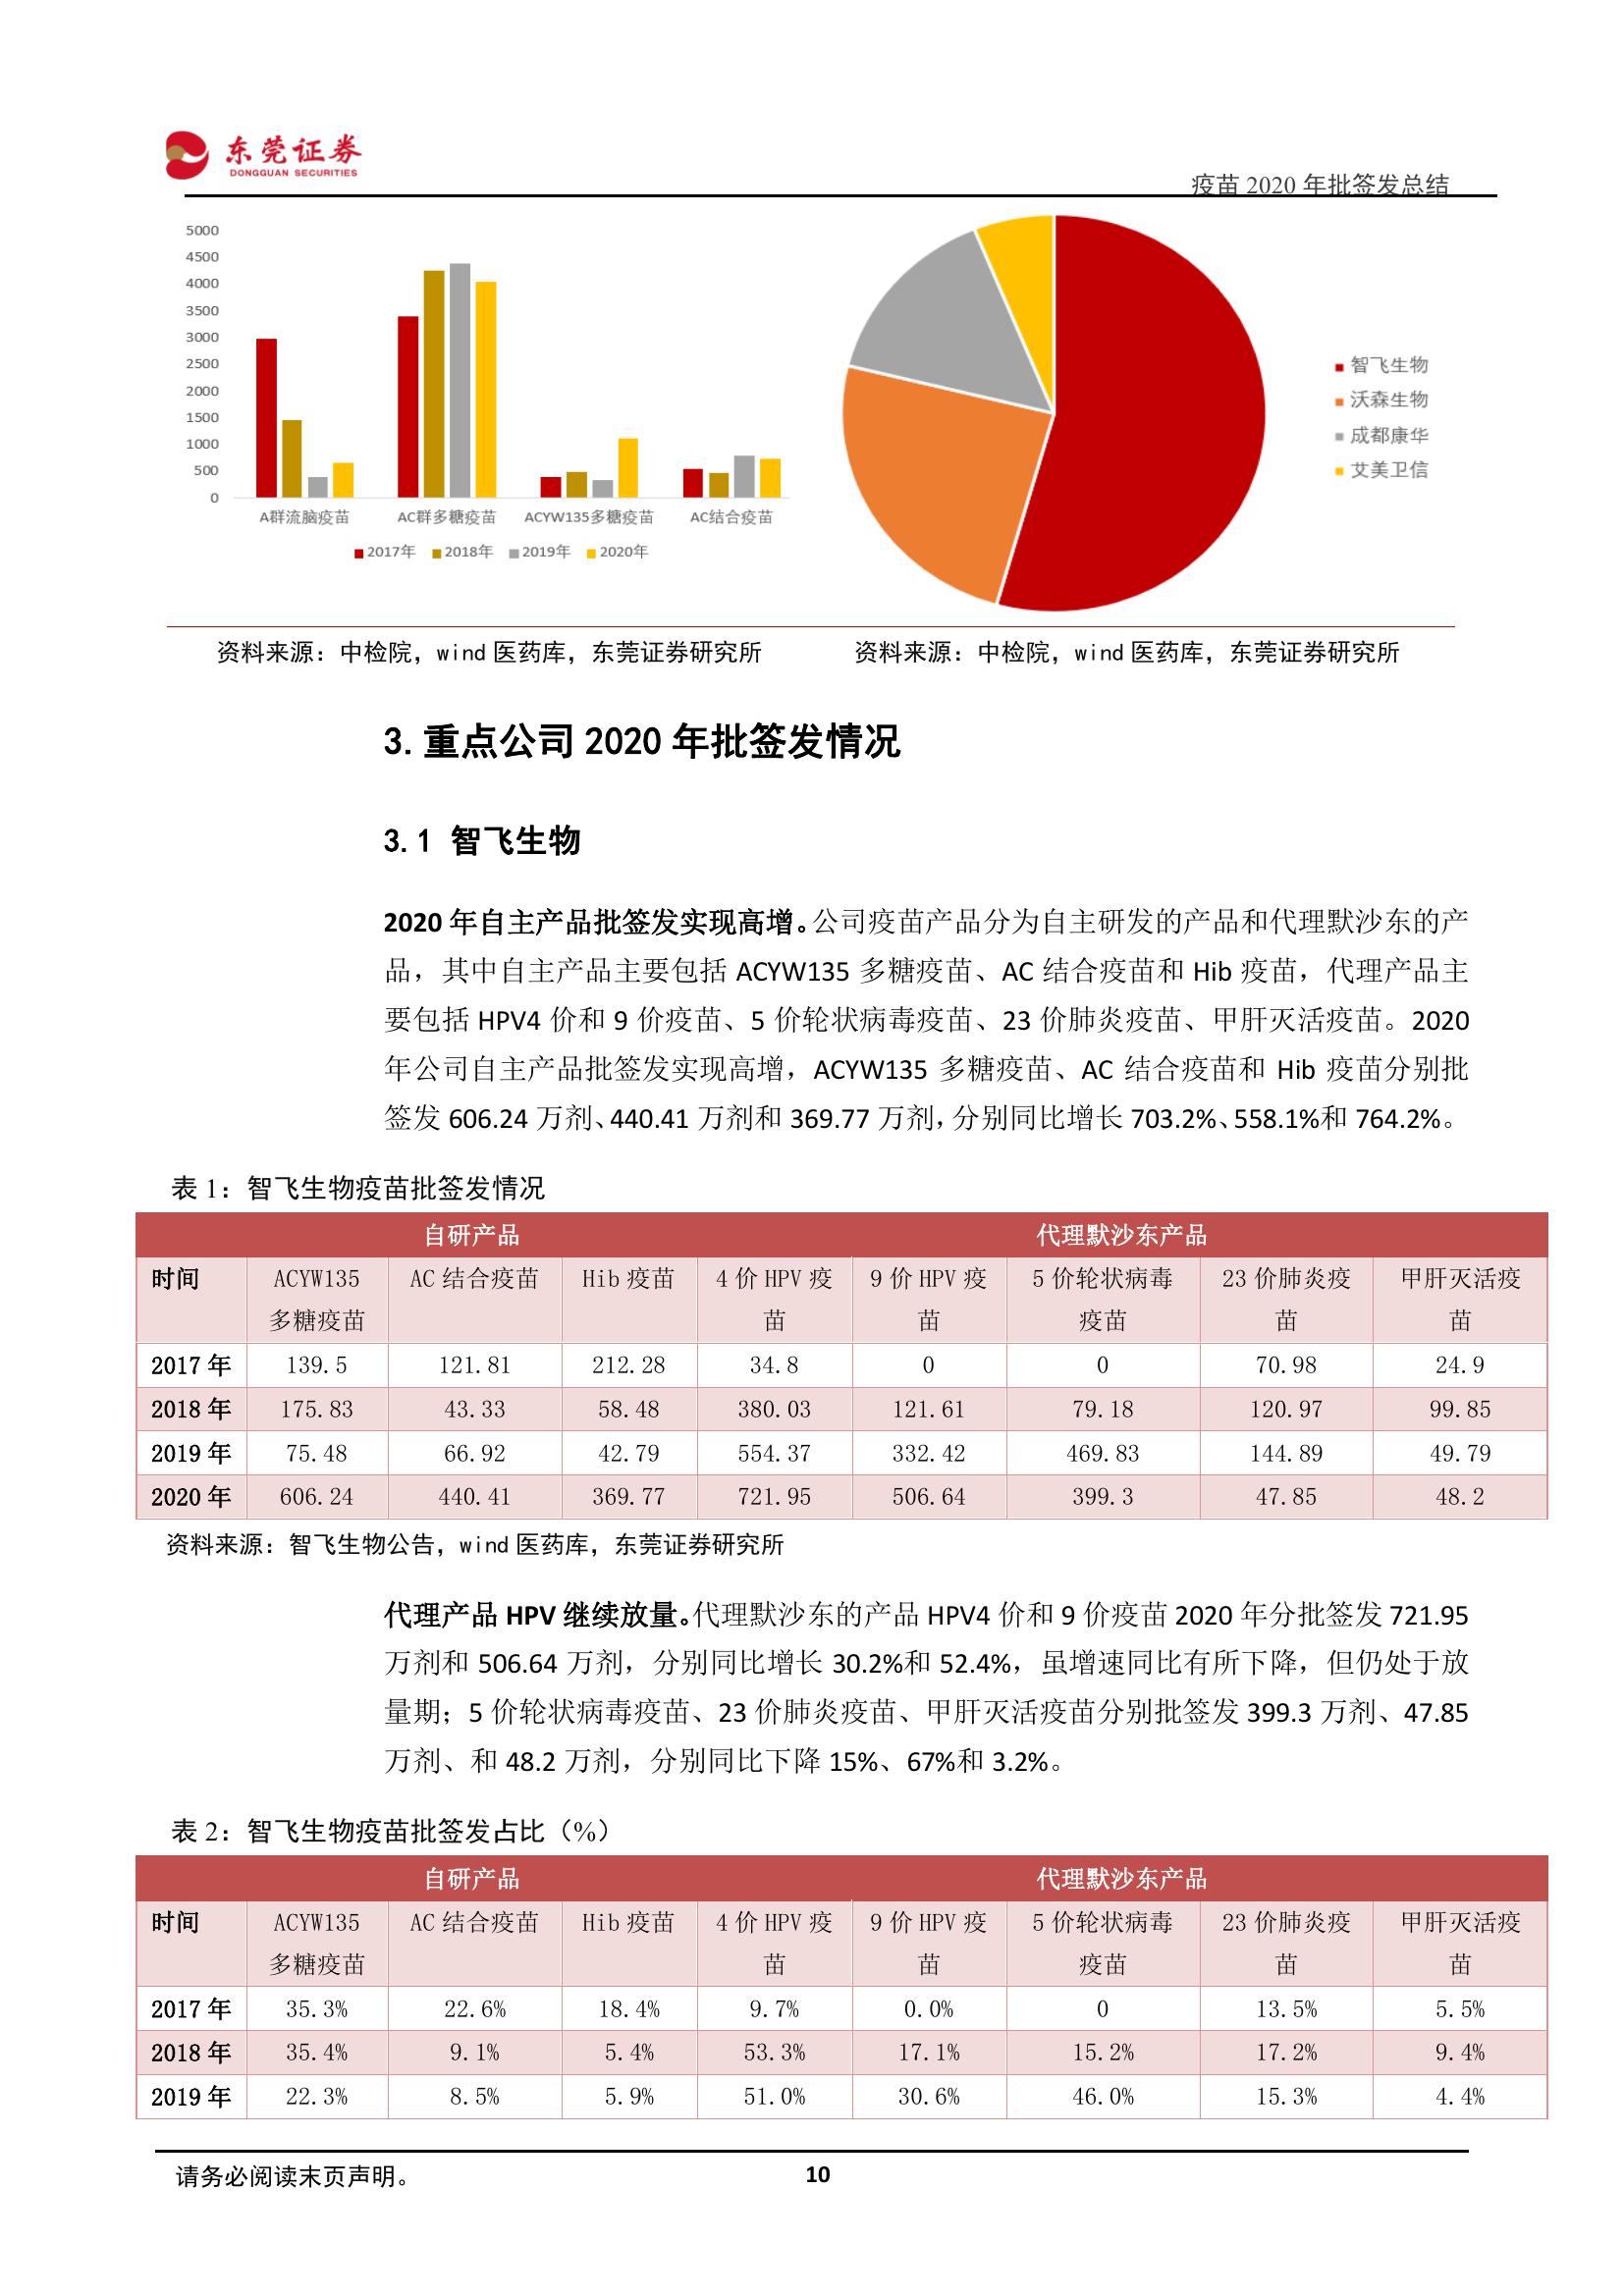 东莞证券
DONGGUAN SECURITIES
疫苗 2020 年批签发总结
5000
4500
4000
3500
3000
2500
2000
1500
1000
500
0
A群流脑疫苗 AC群多糖疫苗 ACYW135多糖疫苗 AC结合疫苗
2017年 2018年 2019年 2020年
智飞生物
沃森生物
成都康华
艾美卫信
资料来源：中检院，wind 医药库，东莞证券研究所 资料来源：中检院，wind 医药库，东莞证券研究所
3.重点公司 2020 年批签发情况
3.1 智飞生物
2020 年自主产品批签发实现高增。公司疫苗产品分为自主研发的产品和代理默沙东的产
品，其中自主产品主要包括 ACYW135 多糖疫苗、AC 结合疫苗和 Hib 疫苗，代理产品主
要包括 HPV4 价和 9 价疫苗、5 价轮状病毒疫苗、23 价肺炎疫苗、甲肝灭活疫苗。2020
年公司自主产品批签发实现高增，ACYW135 多糖疫苗、AC 结合疫苗和 Hib 疫苗分别批
签发 606.24 万剂、440.41 万剂和 369.77 万剂，分别同比增长 703.2%、558.1%和 764.2%。
表 1：智飞生物疫苗批签发情况
自研产品 代理默沙东产品
时间 ACYW135 AC 结合疫苗 Hib 疫苗 4 价 HPV 疫 9 价 HPV 疫 5 价轮状病毒 23 价肺炎疫 甲肝灭活疫
多糖疫苗 苗 苗 疫苗 苗 苗
2017 年 139.5 121.81 212.28 34.8 0 0 70.98 24.9
2018 年 175.83 43.33 58.48 380.03 121.61 79.18 120.97 99.85
2019 年 75.48 66.92 42.79 554.37 332.42 469.83 144.89 49.79
2020 年 606.24 440.41 369.77 721.95 506.64 399.3 47.85 48.2
资料来源：智飞生物公告，wind 医药库，东莞证券研究所
代理产品 HPV 继续放量。代理默沙东的产品 HPV4 价和 9 价疫苗 2020 年分批签发 721.95
万剂和 506.64 万剂，分别同比增长 30.2%和 52.4%，虽增速同比有所下降，但仍处于放
量期；5 价轮状病毒疫苗、23 价肺炎疫苗、甲肝灭活疫苗分别批签发 399.3 万剂、47.85
万剂、和 48.2 万剂，分别同比下降 15%、67%和 3.2%。
表 2：智飞生物疫苗批签发占比（%）
自研产品 代理默沙东产品
时间 ACYW135 AC 结合疫苗 Hib 疫苗 4 价 HPV 疫 9 价 HPV 疫 5 价轮状病毒 23 价肺炎疫 甲肝灭活疫
多糖疫苗 苗 苗 疫苗 苗 苗
2017 年 35.3% 22.6% 18.4% 9.7% 0.0% 0 13.5% 5.5%
2018 年 35.4% 9.1% 5.4% 53.3% 17.1% 15.2% 17.2% 9.4%
2019 年 22.3% 8.5% 5.9% 51.0% 30.6% 46.0% 15.3% 4.4%
请务必阅读末页声明。 10